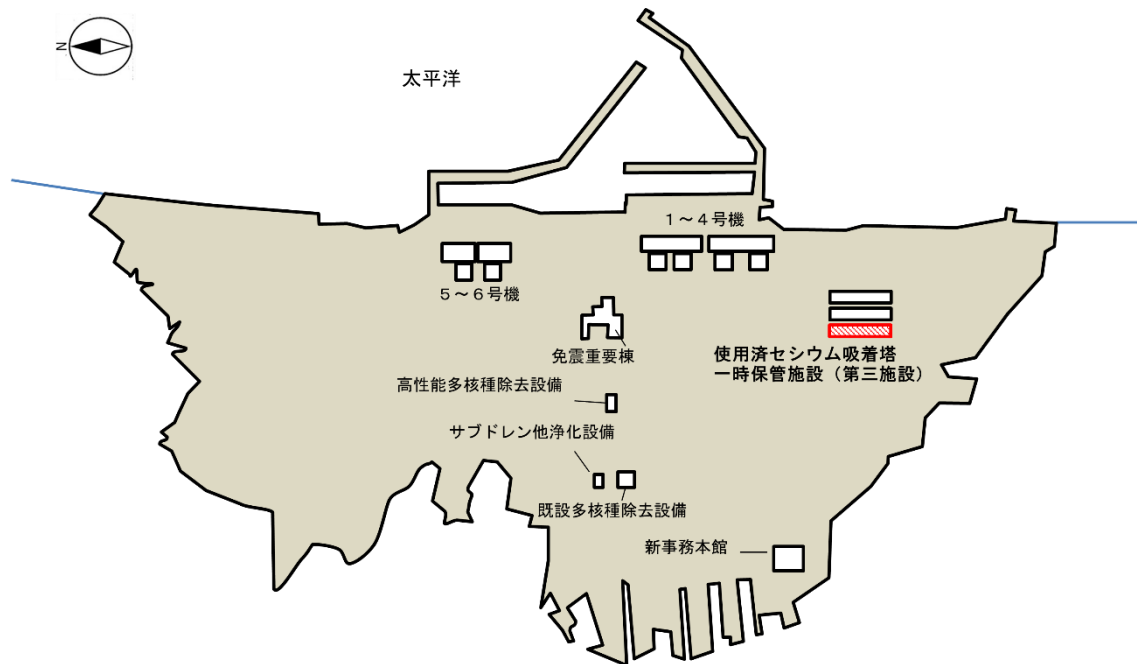 N
太平洋
1～4号機
5～6号機
免震重要棟
使用済セシウム吸着塔
一時保管施設（第三施設）
高性能多核種除去設備
サブドレン他浄化設備
既設多核種除去設備
新事務本館